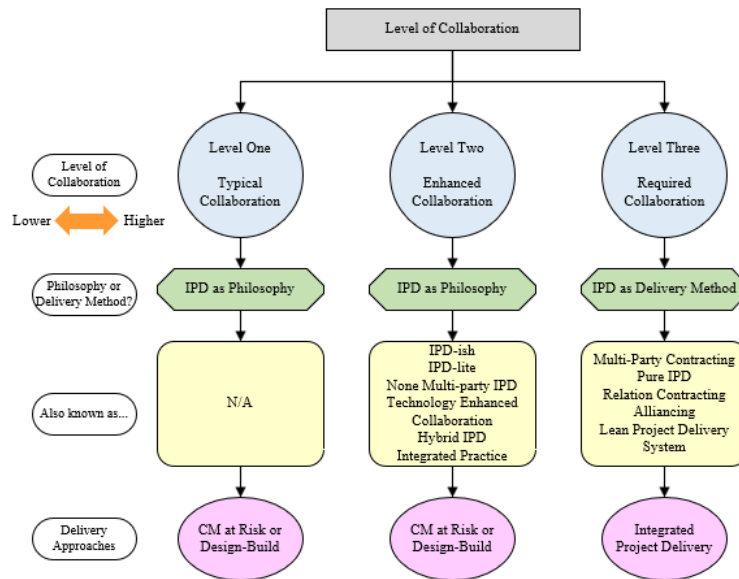 Level of Collaboration
Level of
Collaboration
Lower
Higher
Level One
Typical
Collaboration
Level Two
Enhanced
Collaboration
Level Three
Required
Collaboration
Philosophy or
Delivery Method?
IPD as Philosophy
IPD as Philosophy
IPD as Delivery Method
Also known as...
N/A
IPD-ish
IPD-lite
None Multi-party IPD
Technology Enhanced
Collaboration
Hybrid IPD
Integrated Practice
Multi-Party Contracting
Pure IPD
Relation Contracting
Alliancing
Lean Project Delivery
System
Delivery
Approaches
CM at Risk or
Design-Build
CM at Risk or
Design-Build
Integrated
Project Delivery